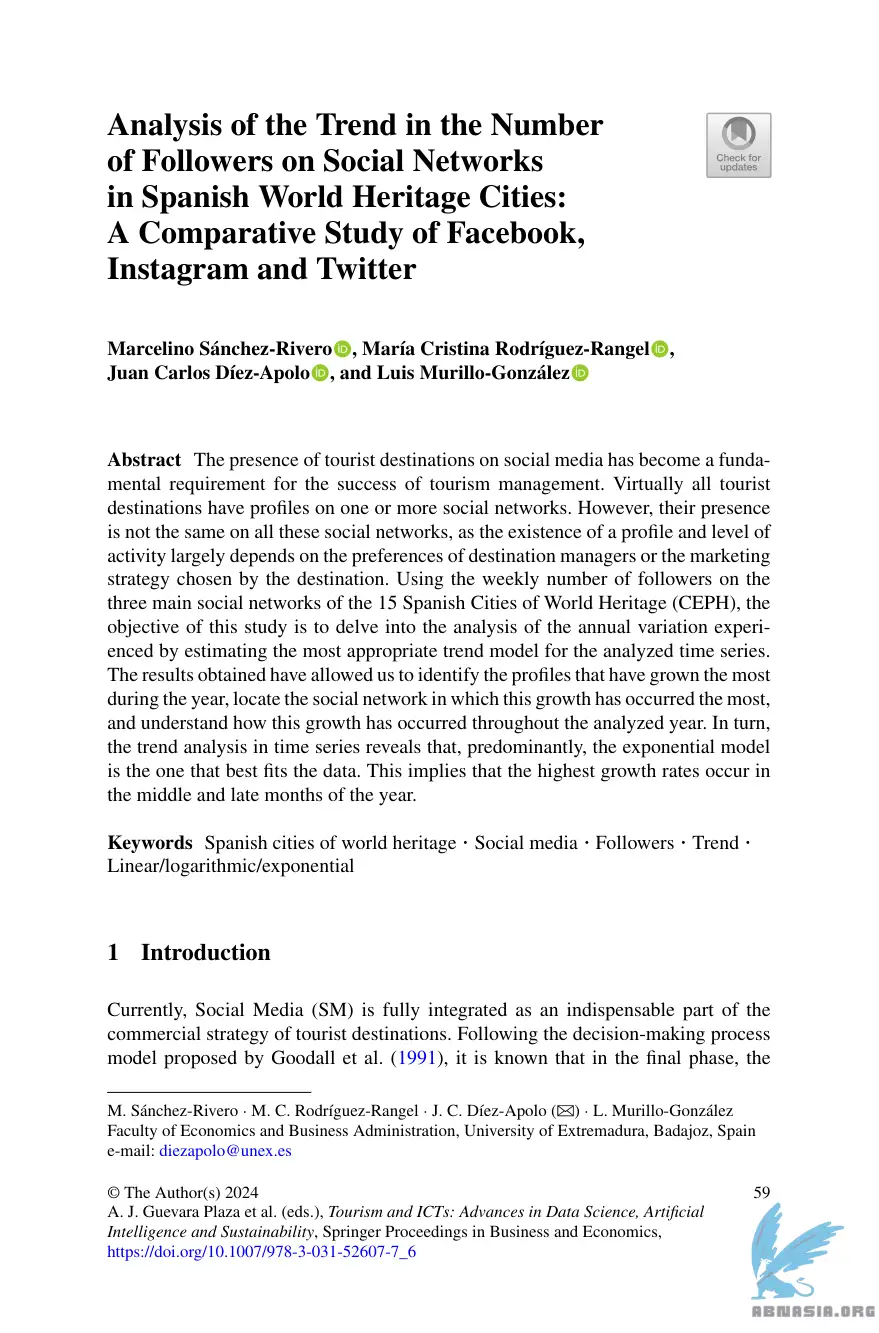 Analysis of the Trend in the Number
of Followers on Social Networks
in Spanish World Heritage Cities:
A Comparative Study of Facebook,
Instagram and Twitter
Check for
updates
Marcelino Sánchez-Rivero, María Cristina Rodríguez-Rangel,
Juan Carlos Díez-Apolo, and Luis Murillo-González
Abstract The presence of tourist destinations on social media has become a funda-
mental requirement for the success of tourism management. Virtually all tourist
destinations have profiles on one or more social networks. However, their presence
is not the same on all these social networks, as the existence of a profile and level of
activity largely depends on the preferences of destination managers or the marketing
strategy chosen by the destination. Using the weekly number of followers on the
three main social networks of the 15 Spanish Cities of World Heritage (CEPH), the
objective of this study is to delve into the analysis of the annual variation experi-
enced by estimating the most appropriate trend model for the analyzed time series.
The results obtained have allowed us to identify the profiles that have grown the most
during the year, locate the social network in which this growth has occurred the most,
and understand how this growth has occurred throughout the analyzed year. In turn,
the trend analysis in time series reveals that, predominantly, the exponential model
is the one that best fits the data. This implies that the highest growth rates occur in
the middle and late months of the year.
Keywords Spanish cities of world heritage · Social media · Followers · Trend ·
Linear/logarithmic/exponential
1 Introduction
Currently, Social Media (SM) is fully integrated as an indispensable part of the
commercial strategy of tourist destinations. Following the decision-making process
model proposed by Goodall et al. (1991), it is known that in the final phase, the
M. Sánchez-Rivero · M. C. Rodríguez-Rangel · J. C. Díez-Apolo (✉) · L. Murillo-González
Faculty of Economics and Business Administration, University of Extremadura, Badajoz, Spain
e-mail: diezapolo@unex.es
© The Author(s) 2024 59
A. J. Guevara Plaza et al. (eds.), Tourism and ICTs: Advances in Data Science, Artificial
Intelligence and Sustainability, Springer Proceedings in Business and Economics,
https://doi.org/10.1007/978-3-031-52607-7_6
ABNASIA.ORG